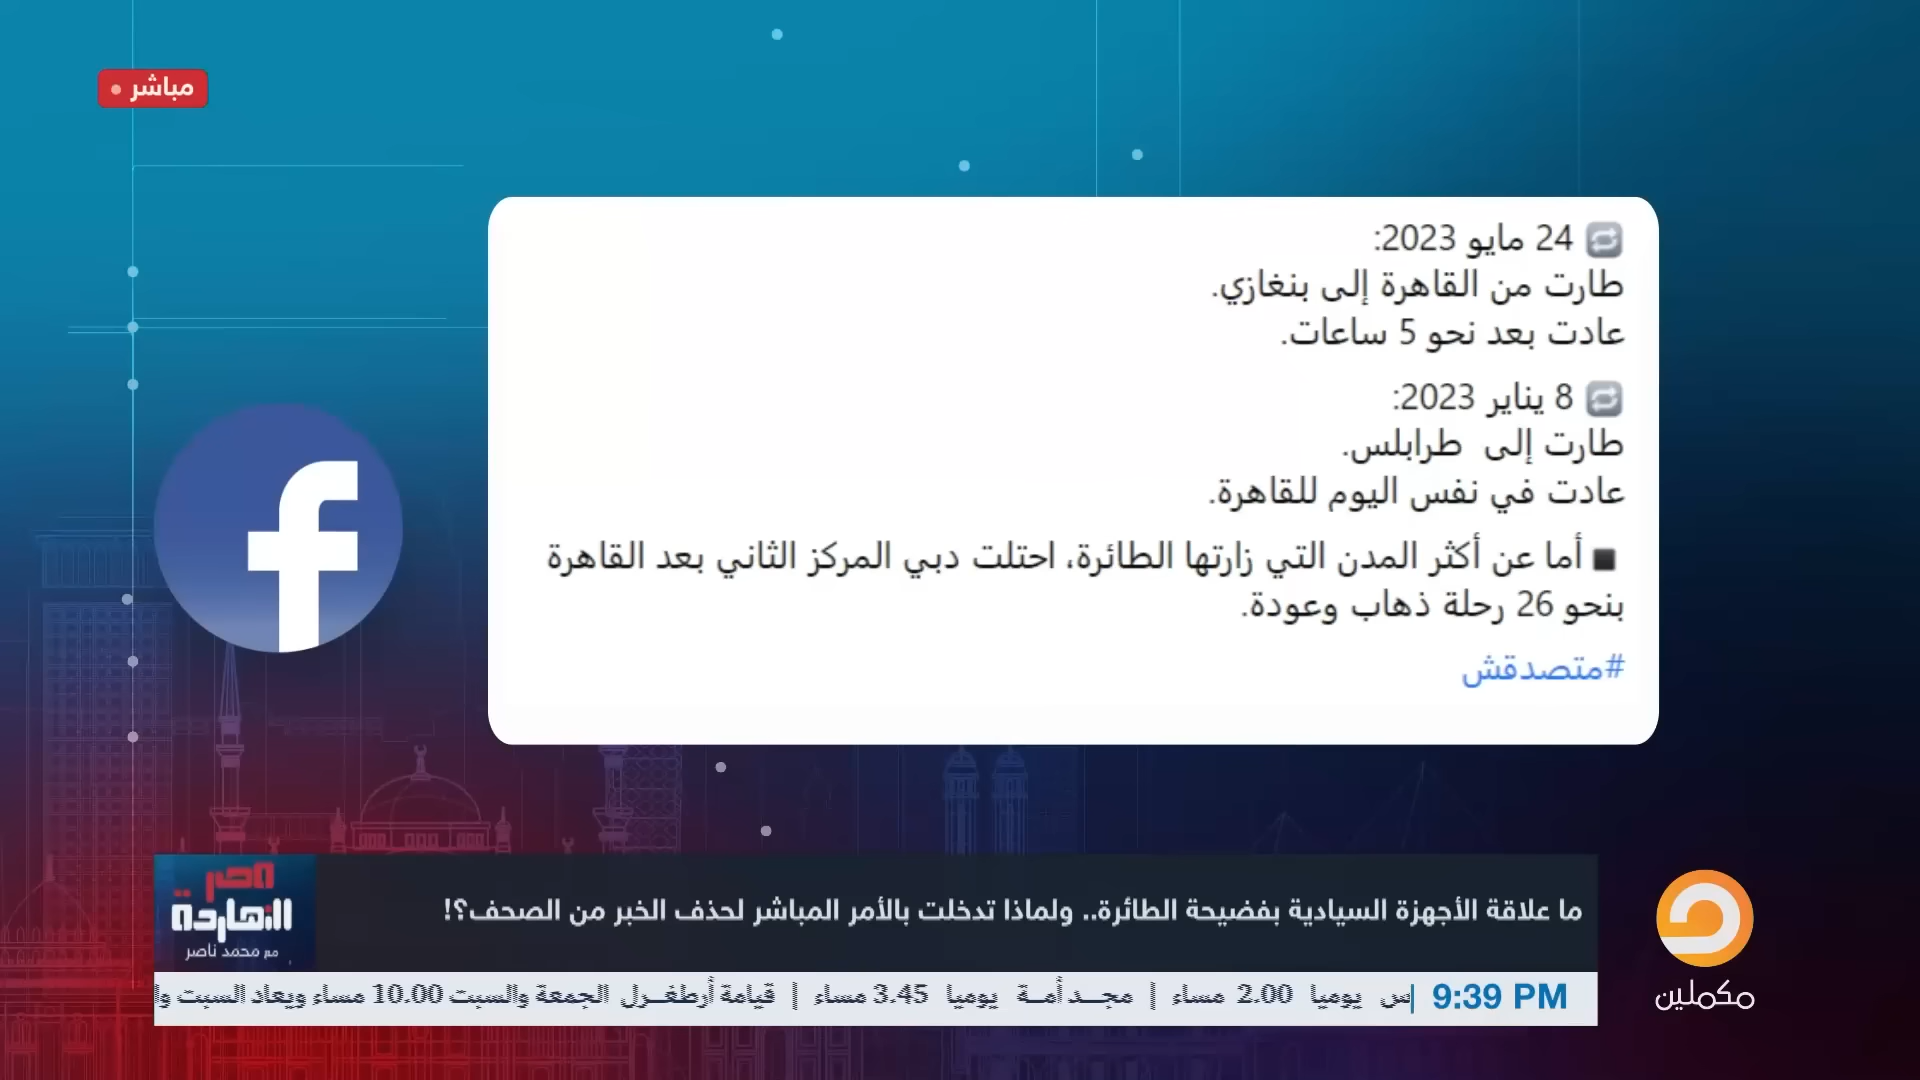 مباشر
24 مايو 2023:
طارت من القاهرة إلى بنغازي.
عادت بعد نحو 5 ساعات.
8 يناير 2023:
طارت إلى طرابلس.
عادت في نفس اليوم للقاهرة.
أما عن أكثر المدن التي زارتها الطائرة، احتلت دبي المركز الثاني بعد القاهرة
بنحو 26 رحلة ذهاب وعودة.
#متصدقش
ما علاقة الأجهزة السيادية بفضيحة الطائرة.. ولماذا تدخلت بالأمر المباشر لحذف الخبر من الصحف؟!
مصر
النهاردة
مع محمد ناصر
9:39 PM
س يوميا 2.00 مساء | مجـد أمـة يوميا 3.45 مساء | قيامة أرطغـرل الجمعة والسبت 10.00 مساء ويعاد السبت وا
مكملين